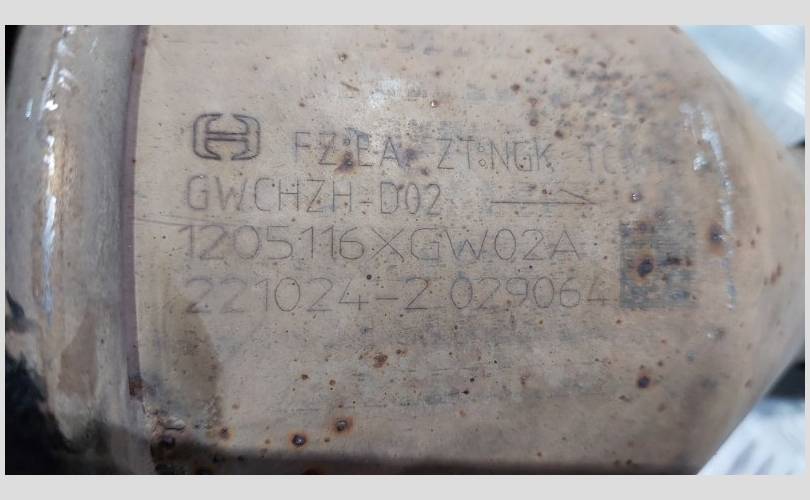 FZ:EA ZT:NGK
GWCHZH-D02
1205116XGW02A
221024-2 029064